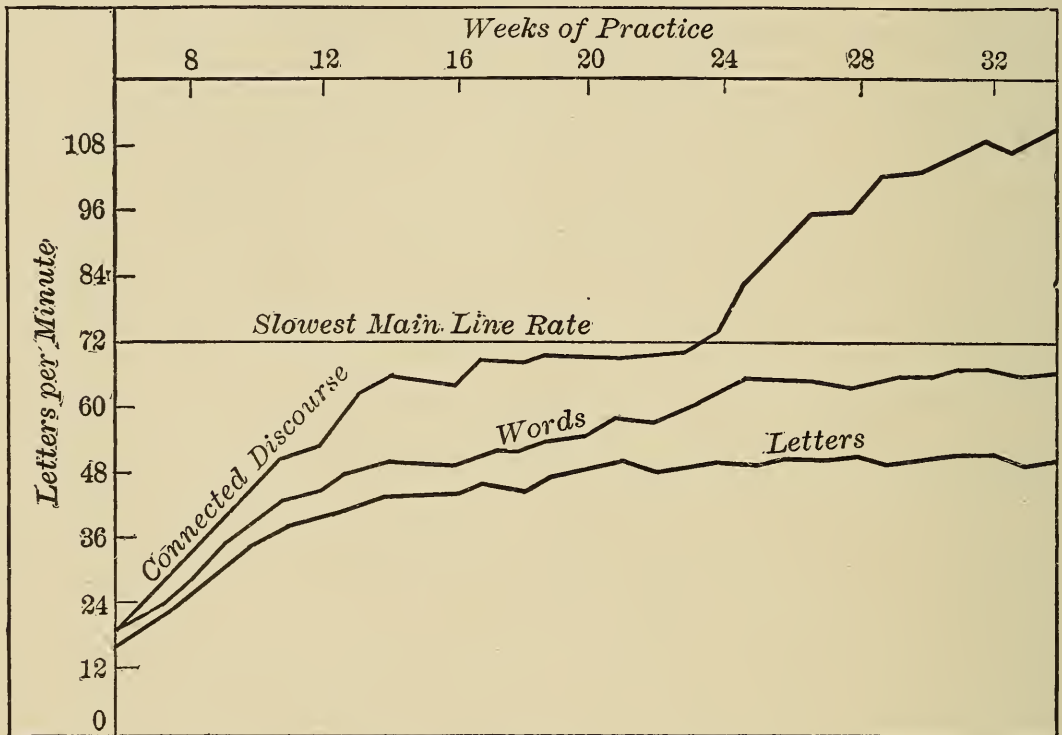 Weeks of Practice
8 12 16 20 24 28 32
Letters per Minute
108
96
84
Slowest Main Line Rate
72
60
Connected Discourse
Words
Letters
48
36
24
12
0